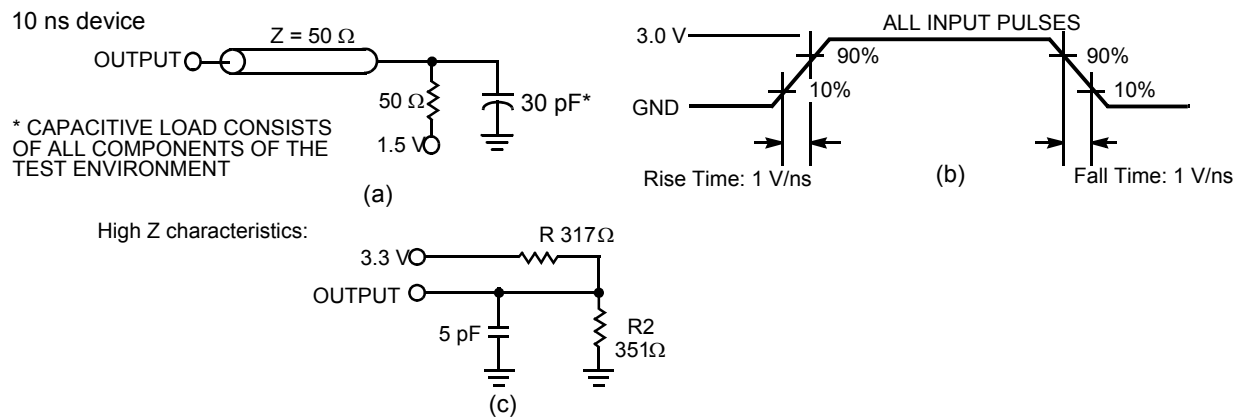 10 ns device
Z = 50 Ω
OUTPUT
50 Ω
30 pF*
1.5 V
* CAPACITIVE LOAD CONSISTS
OF ALL COMPONENTS OF THE
TEST ENVIRONMENT
(a)
ALL INPUT PULSES
3.0 V
90%
90%
10%
10%
GND
Rise Time: 1 V/ns
(b)
Fall Time: 1 V/ns
High Z characteristics:
R 317Ω
3.3 V
OUTPUT
5 pF
R2
351Ω
(c)